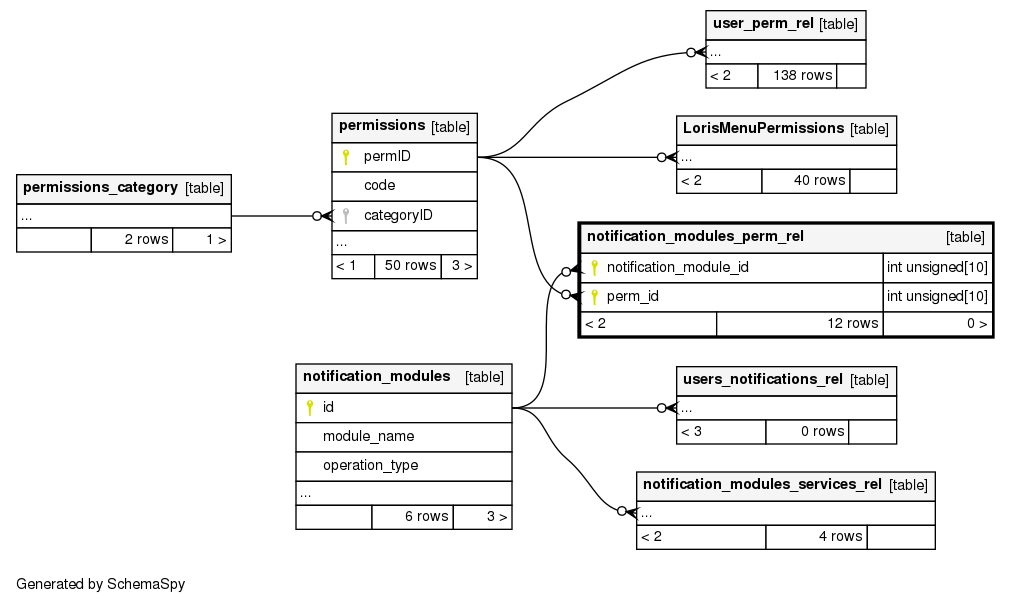 user_perm_rel [table]
...
< 2 138 rows
permissions [table]
permID
code
categoryID
...
< 1 50 rows 3 >
LorisMenuPermissions [table]
...
< 2 40 rows
permissions_category [table]
...
2 rows 1 >
notification_modules_perm_rel [table]
notification_module_id int unsigned[10]
perm_id int unsigned[10]
< 2 12 rows 0 >
notification_modules [table]
id
module_name
operation_type
...
6 rows 3 >
users_notifications_rel [table]
...
< 3 0 rows
notification_modules_services_rel [table]
...
< 2 4 rows
Generated by SchemaSpy